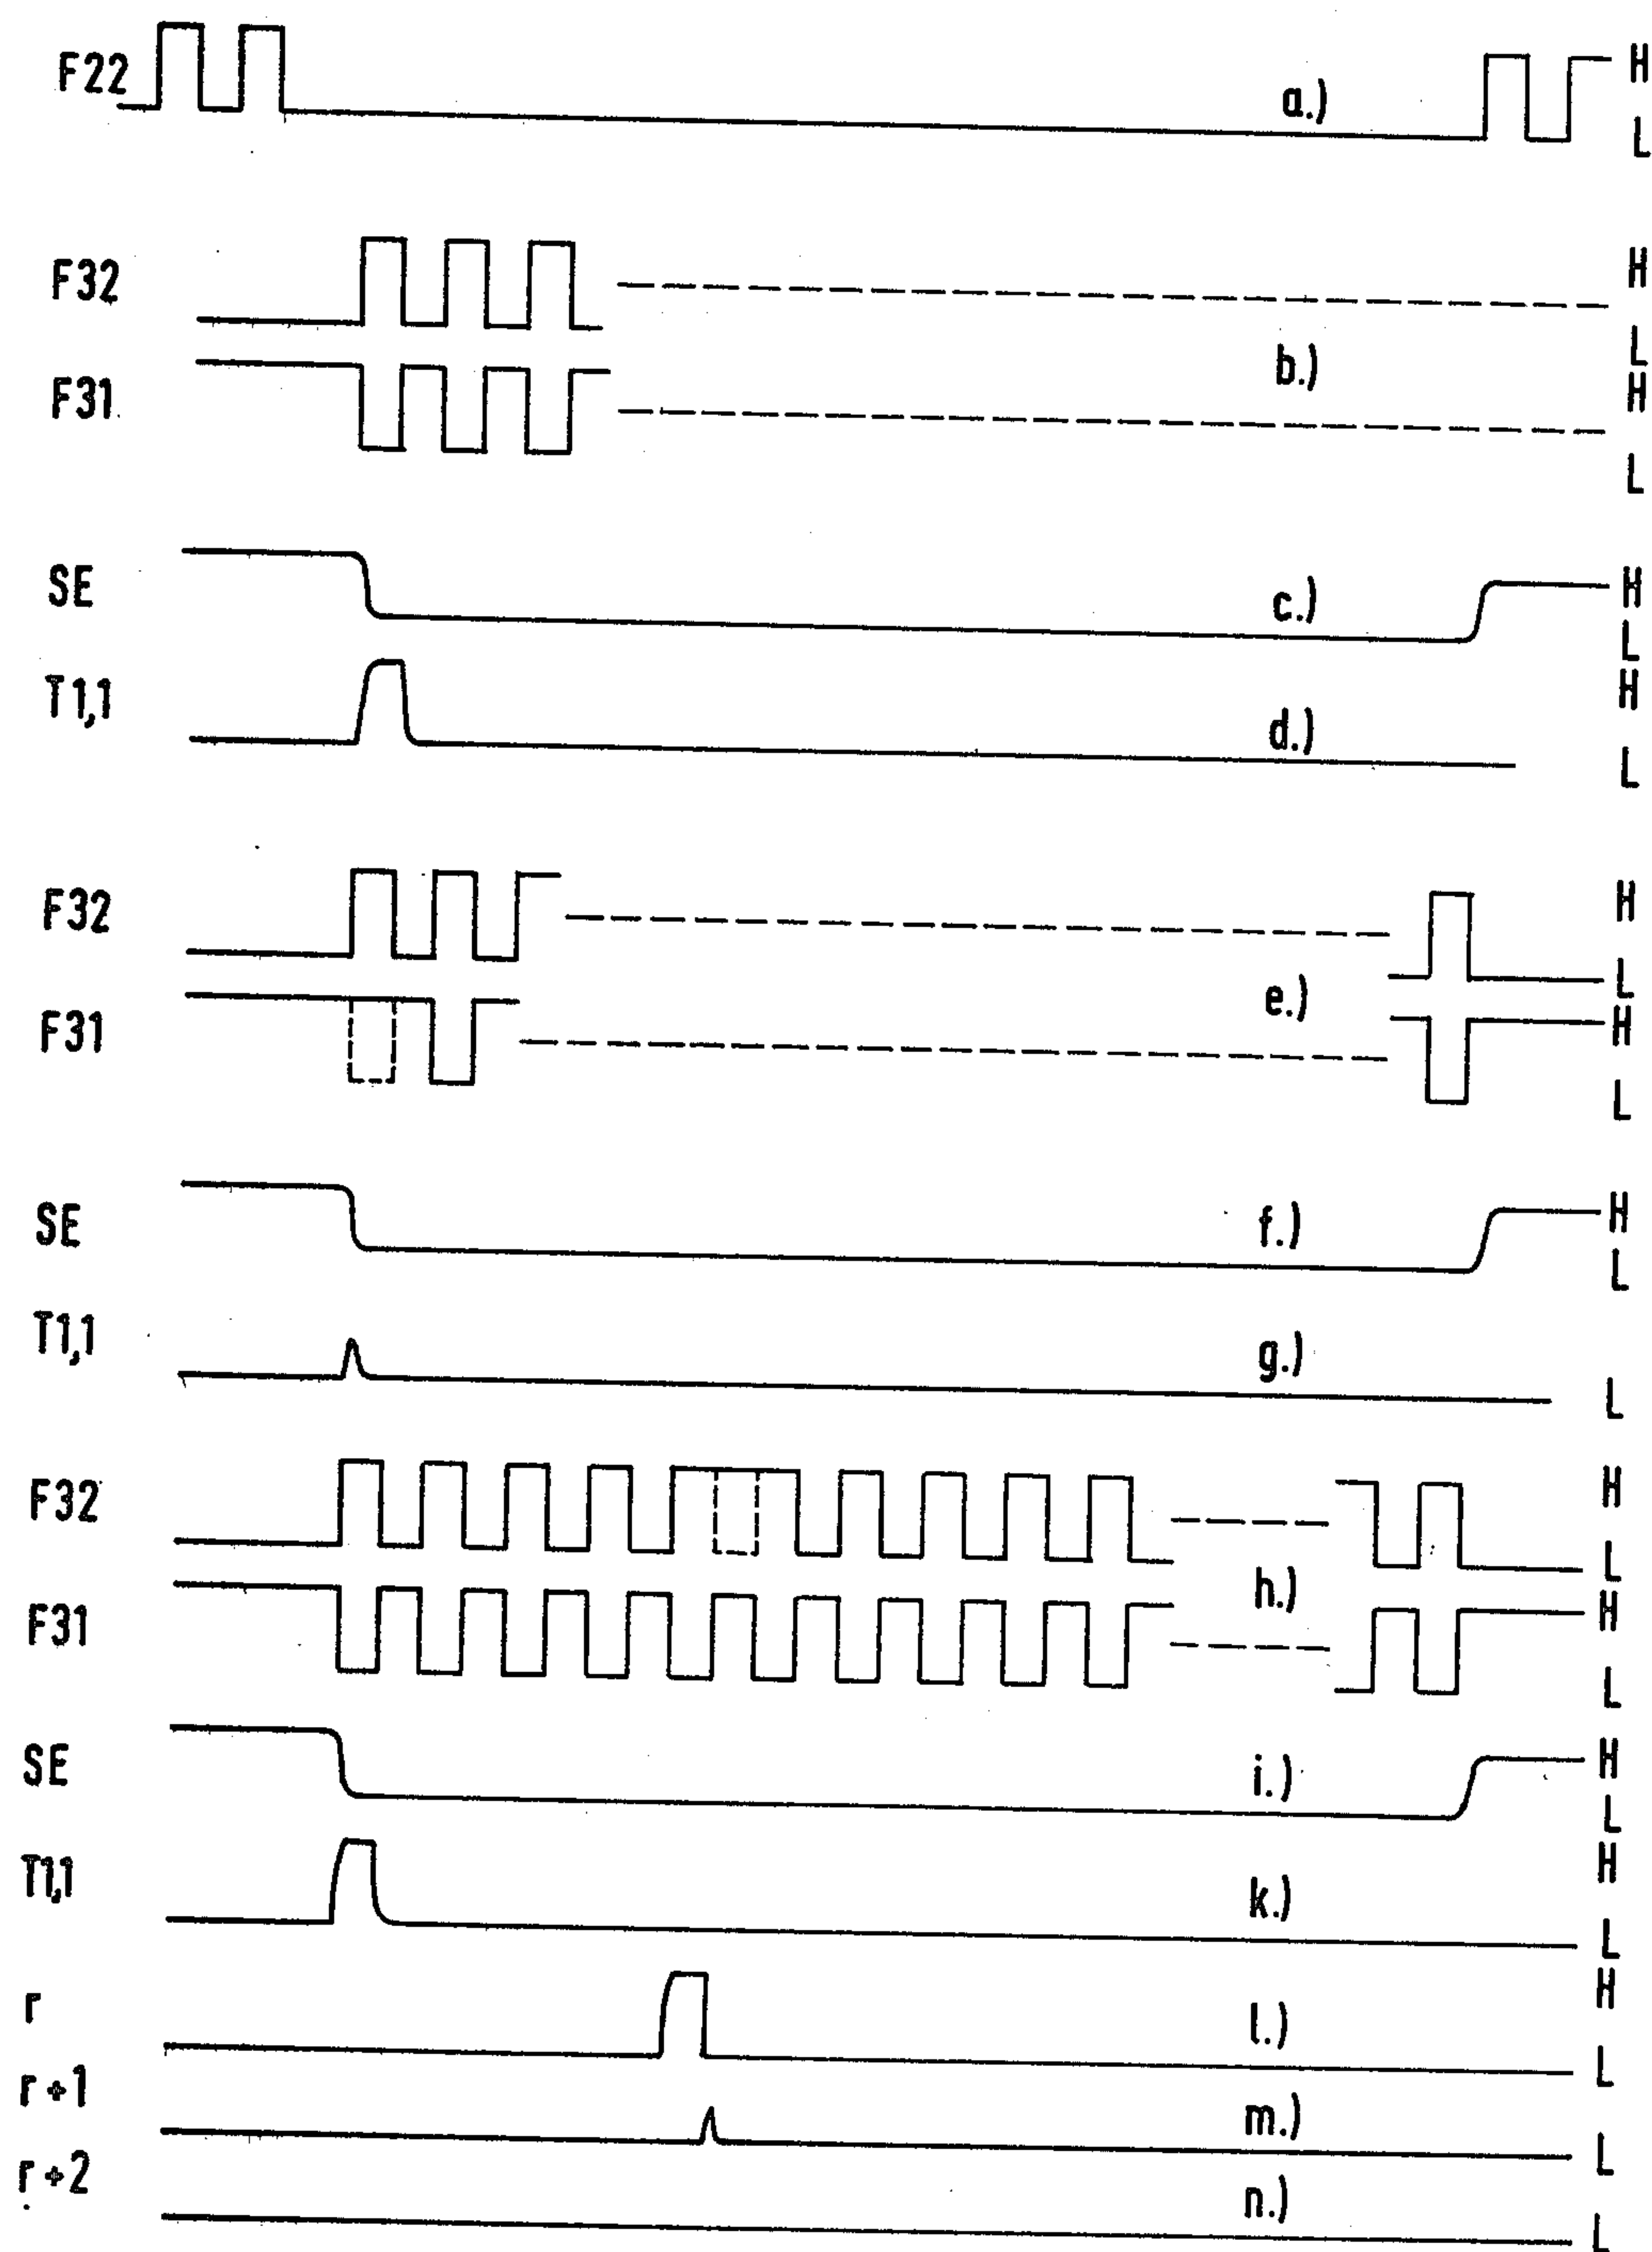 F22 a.) H
L
F32 H
b.) L
F31 H
L
SE c.) H
L
T1,1 H
d.) L
F32 H
e.) L
F31 H
L
SE f.) H
L
T1,1 g.)
L
F32 H
h.) L
F31 H
L
SE i.) H
L
T1,1 k.) H
L
r l.) H
L
r+1 m.)
L
r+2 n.)
L